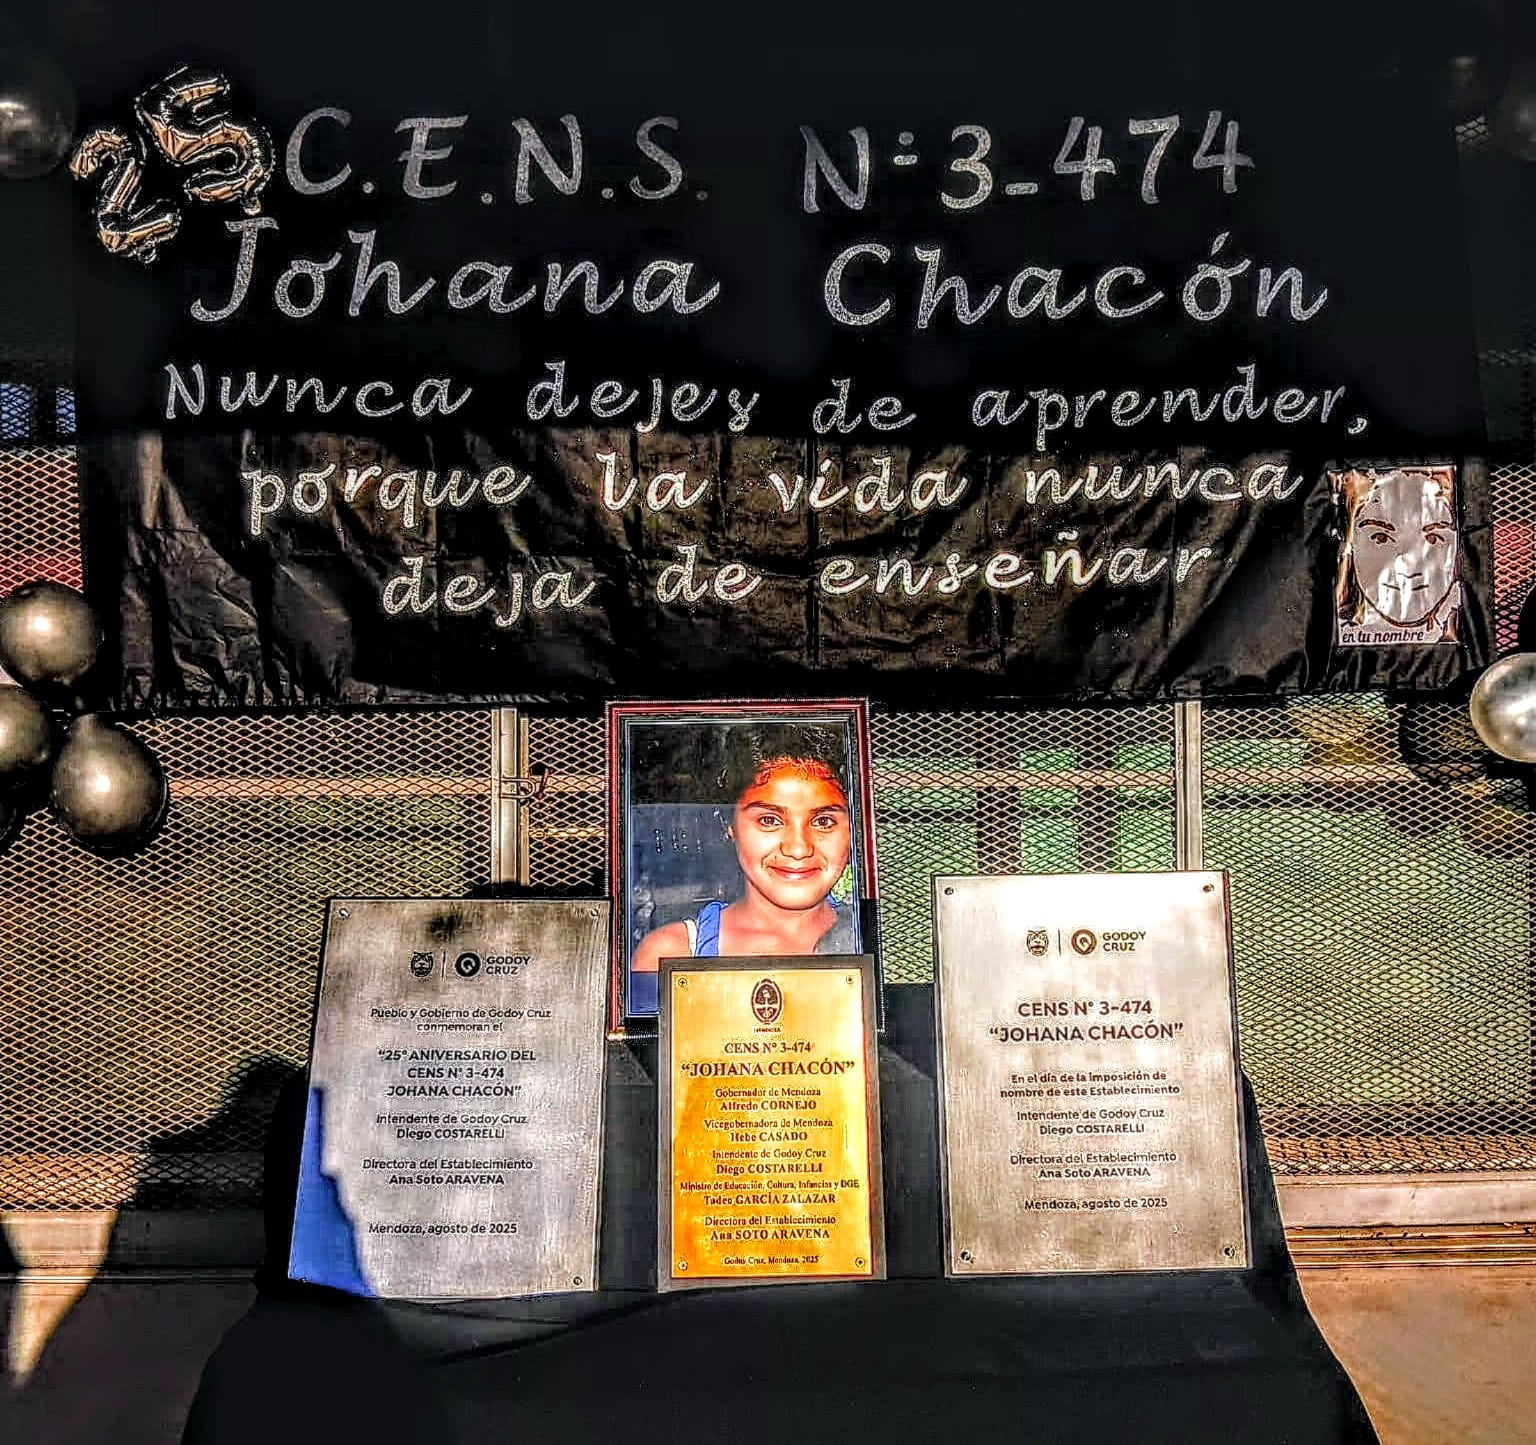 25
C.E.N.S. N°3-474
Johana Chacón
Nunca dejes de aprender,
porque la vida nunca
deja de enseñar
en tu nombre
GODOY
CRUZ
Pueblo y Gobierno de Godoy Cruz
conmemoran el
"25° ANIVERSARIO DEL
CENS N° 3-474
JOHANA CHACÓN"
Intendente de Godoy Cruz
Diego COSTARELLI
Directora del Establecimiento
Ana Soto ARAVENA
Mendoza, agosto de 2025
MENDOZA
CENS N° 3-474
"JOHANA CHACÓN"
Gobernador de Mendoza
Alfredo CORNEJO
Vicegobernadora de Mendoza
Hebe CASADO
Intendente de Godoy Cruz
Diego COSTARELLI
Ministro de Educación, Cultura, Infancias y DGE
Tadeo GARCÍA ZALAZAR
Directora del Establecimiento
Ana SOTO ARAVENA
Godoy Cruz, Mendoza, 2025
GODOY
CRUZ
CENS N° 3-474
"JOHANA CHACÓN"
En el día de la imposición de
nombre de este Establecimiento
Intendente de Godoy Cruz
Diego COSTARELLI
Directora del Establecimiento
Ana Soto ARAVENA
Mendoza, agosto de 2025